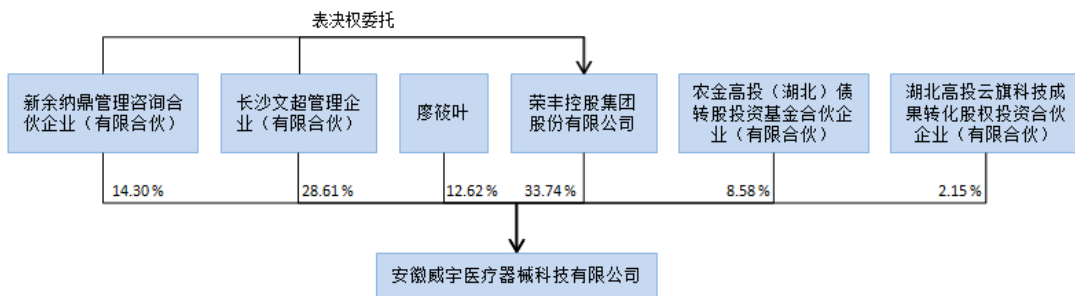 表决权委托
新余纳鼎管理咨询合
伙企业（有限合伙）
长沙文超管理企
业（有限合伙）
廖筱叶
荣丰控股集团
股份有限公司
农金高投（湖北）债
转股投资基金合伙企
业（有限合伙）
湖北高投云旗科技成
果转化股权投资合伙
企业（有限合伙）
14.30%
28.61%
12.62%
33.74%
8.58%
2.15%
安徽威宇医疗器械科技有限公司